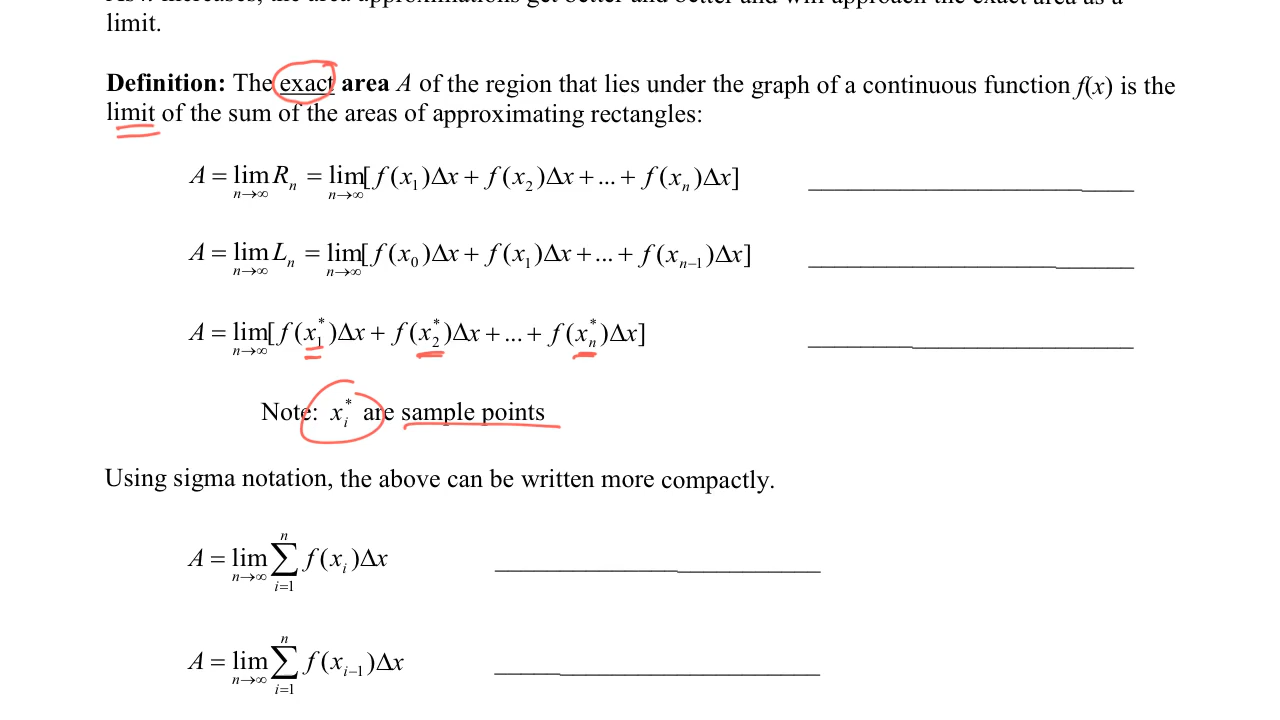 limit.
Definition: The exact area A of the region that lies under the graph of a continuous function f(x) is the
limit of the sum of the areas of approximating rectangles:
A = lim_{n→∞} R_n = lim_{n→∞} [f(x_1)Δx + f(x_2)Δx + ... + f(x_n)Δx]
A = lim_{n→∞} L_n = lim_{n→∞} [f(x_0)Δx + f(x_1)Δx + ... + f(x_{n−1})Δx]
A = lim_{n→∞} [f(x_1^*)Δx + f(x_2^*)Δx + ... + f(x_n^*)Δx]
Note: x_i^* are sample points
Using sigma notation, the above can be written more compactly.
A = lim_{n→∞} ∑_{i=1}^{n} f(x_i)Δx
A = lim_{n→∞} ∑_{i=1}^{n} f(x_{i−1})Δx